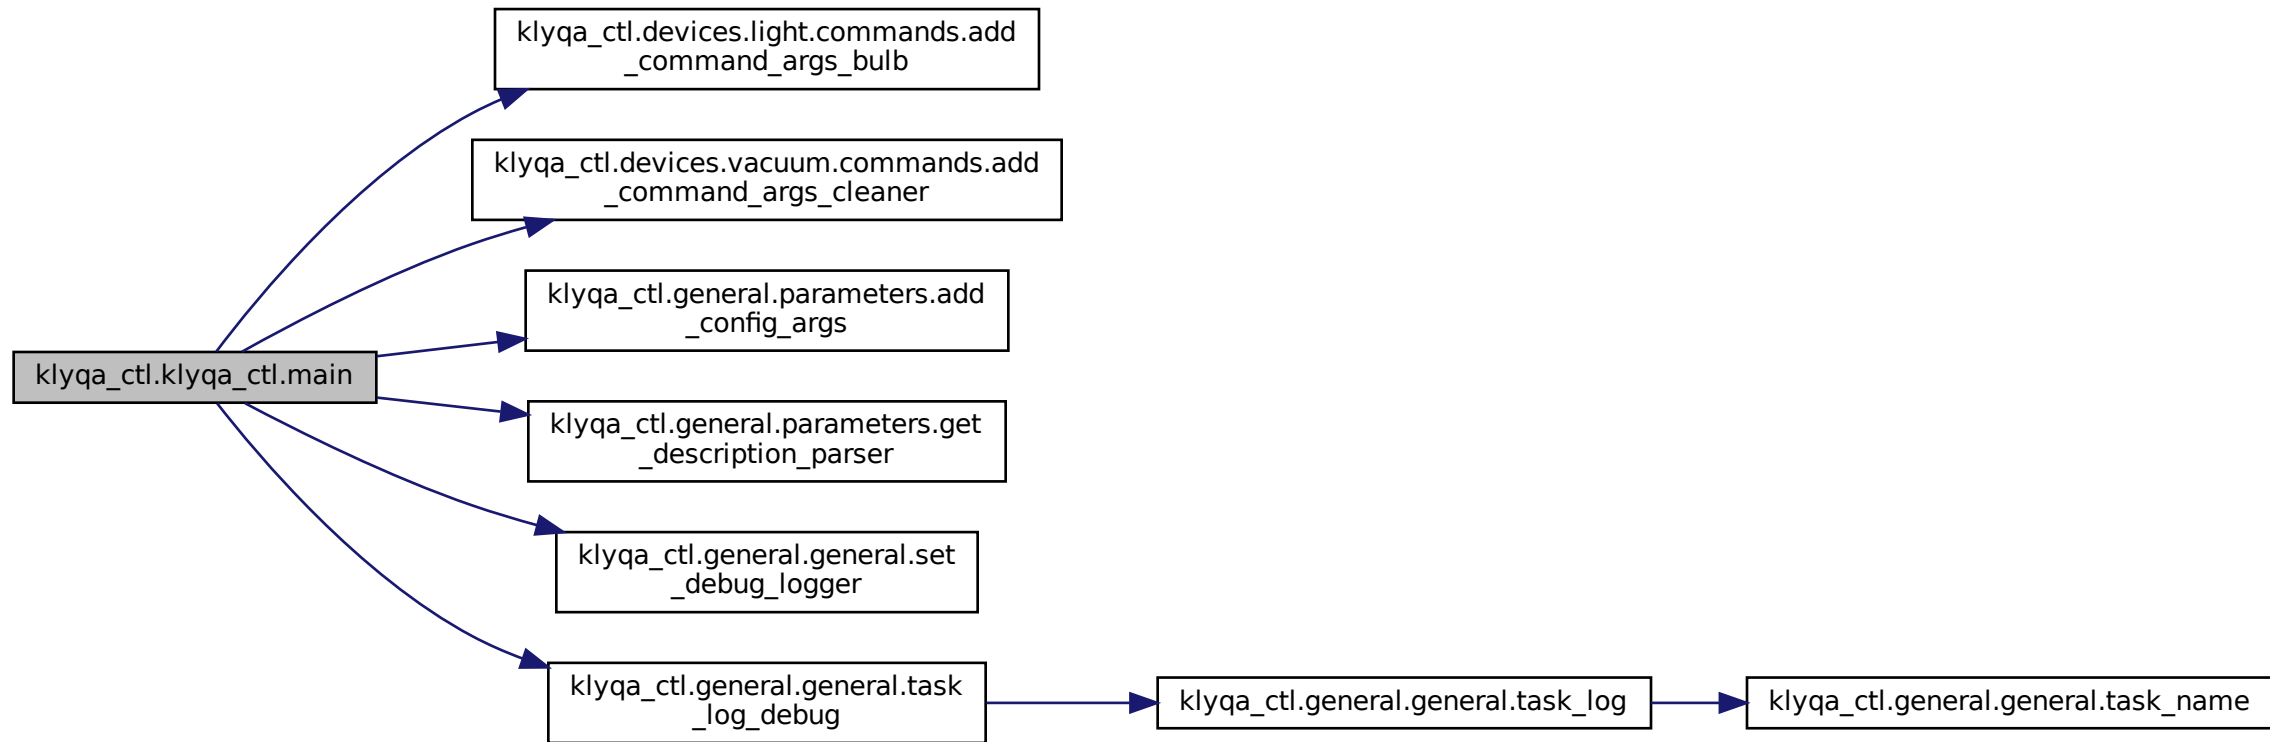 klyqa_ctl.devices.light.commands.add
_command_args_bulb
klyqa_ctl.devices.vacuum.commands.add
_command_args_cleaner
klyqa_ctl.general.parameters.add
_config_args
klyqa_ctl.klyqa_ctl.main
klyqa_ctl.general.parameters.get
_description_parser
klyqa_ctl.general.general.set
_debug_logger
klyqa_ctl.general.general.task
_log_debug
klyqa_ctl.general.general.task_log
klyqa_ctl.general.general.task_name